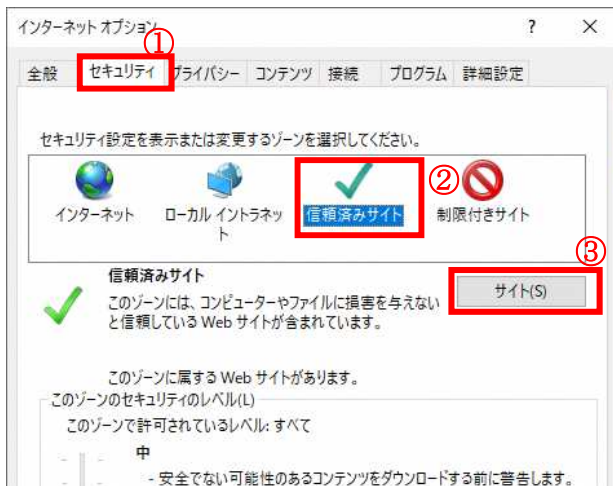 インターネット オプション ? ×
①
全般 セキュリティ プライバシー コンテンツ 接続 プログラム 詳細設定
セキュリティ設定を表示または変更するゾーンを選択してください。
②
インターネット ローカル イントラネッ
ト 信頼済みサイト 制限付きサイト
③
信頼済みサイト
サイト(S)
このゾーンには、コンピューターやファイルに損害を与えない
と信頼している Web サイトが含まれています。
このゾーンに属する Web サイトがあります。
このゾーンのセキュリティのレベル(L)
このゾーンで許可されているレベル: すべて
中
- 安全でない可能性のあるコンテンツをダウンロードする前に警告します。